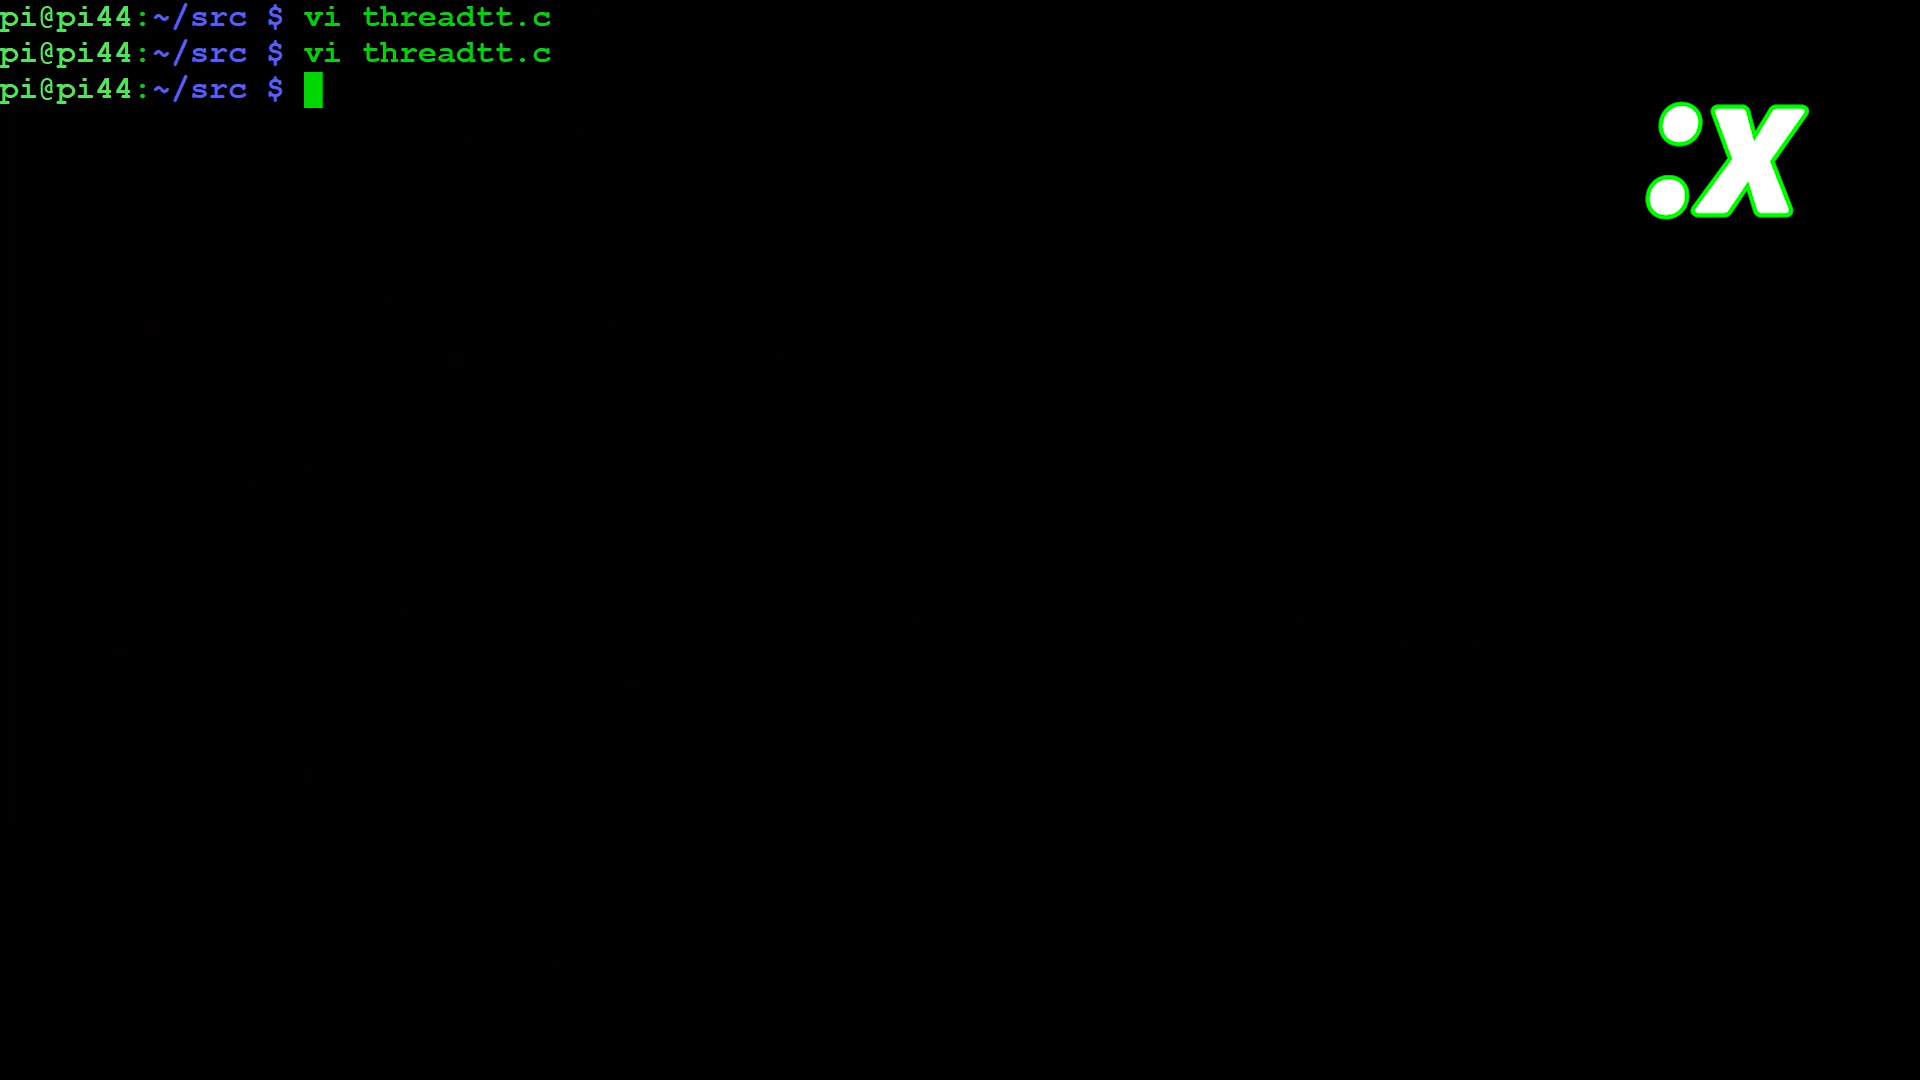 pi@pi44:~/src $ vi threadtt.c
pi@pi44:~/src $ vi threadtt.c
pi@pi44:~/src $
:x